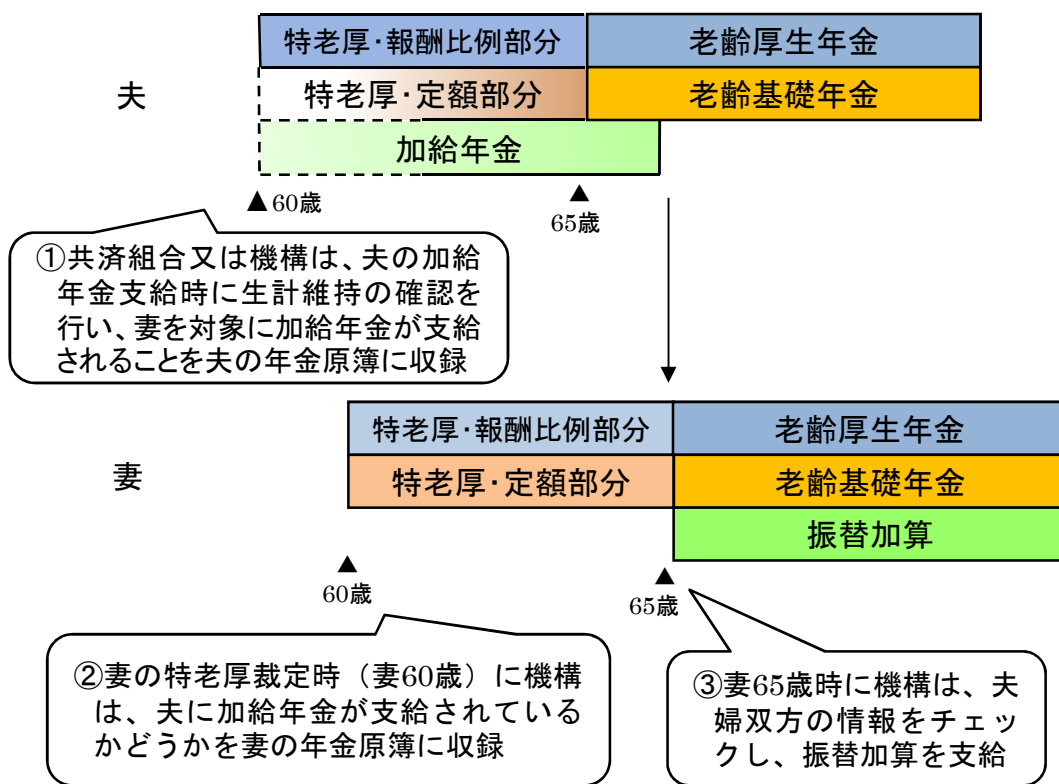 特老厚・報酬比例部分
老齢厚生年金
夫
特老厚・定額部分
老齢基礎年金
加給年金
▲60歳
▲
65歳
①共済組合又は機構は、夫の加給
年金支給時に生計維持の確認を
行い、妻を対象に加給年金が支給
されることを夫の年金原簿に収録
特老厚・報酬比例部分
老齢厚生年金
妻
特老厚・定額部分
老齢基礎年金
振替加算
▲
60歳
▲
65歳
②妻の特老厚裁定時（妻60歳）に機構
は、夫に加給年金が支給されている
かどうかを妻の年金原簿に収録
③妻65歳時に機構は、夫
婦双方の情報をチェッ
クし、振替加算を支給